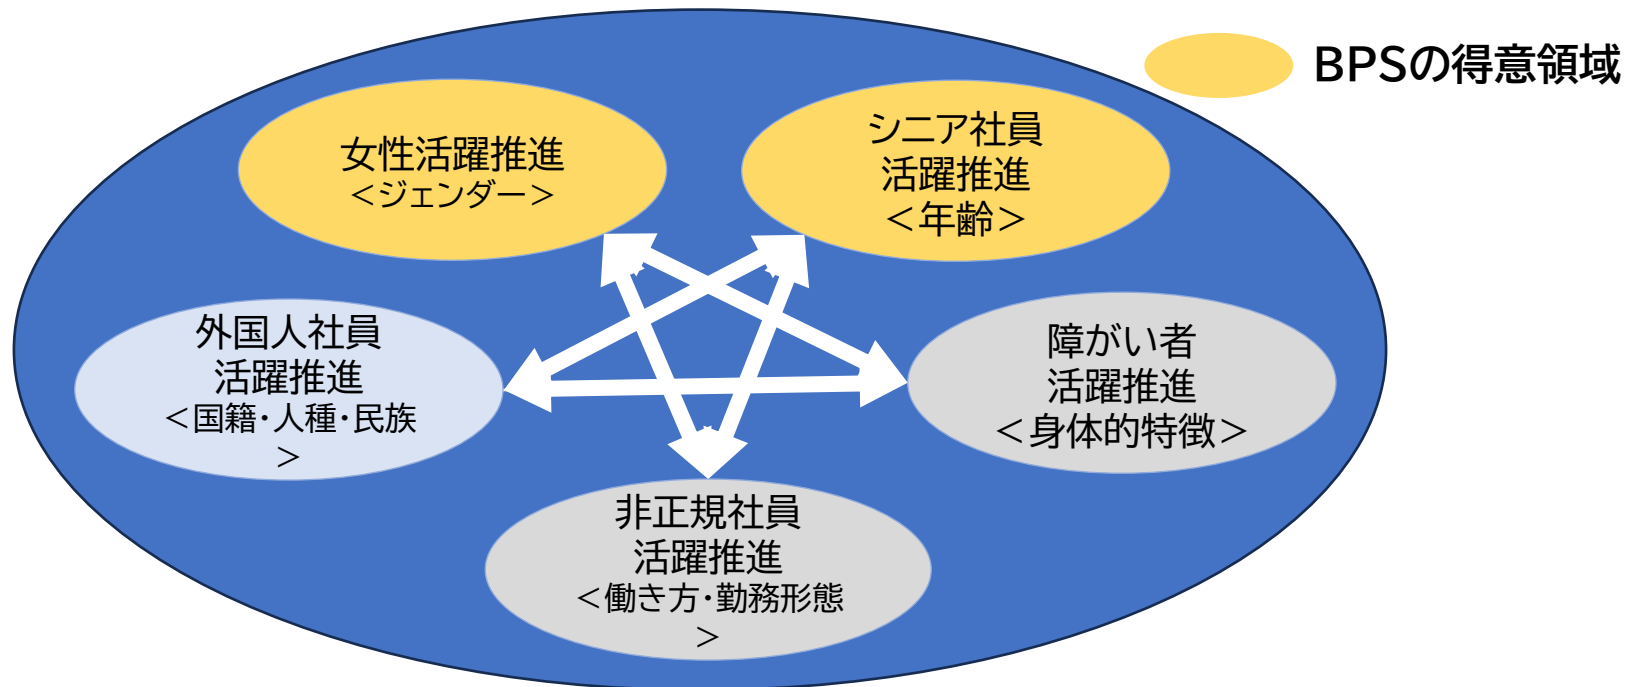 BPSの得意領域
女性活躍推進
＜ジェンダー＞
シニア社員
活躍推進
＜年齢＞
外国人社員
活躍推進
＜国籍･人種･民族
＞
障がい者
活躍推進
＜身体的特徴＞
非正規社員
活躍推進
＜働き方･勤務形態
＞